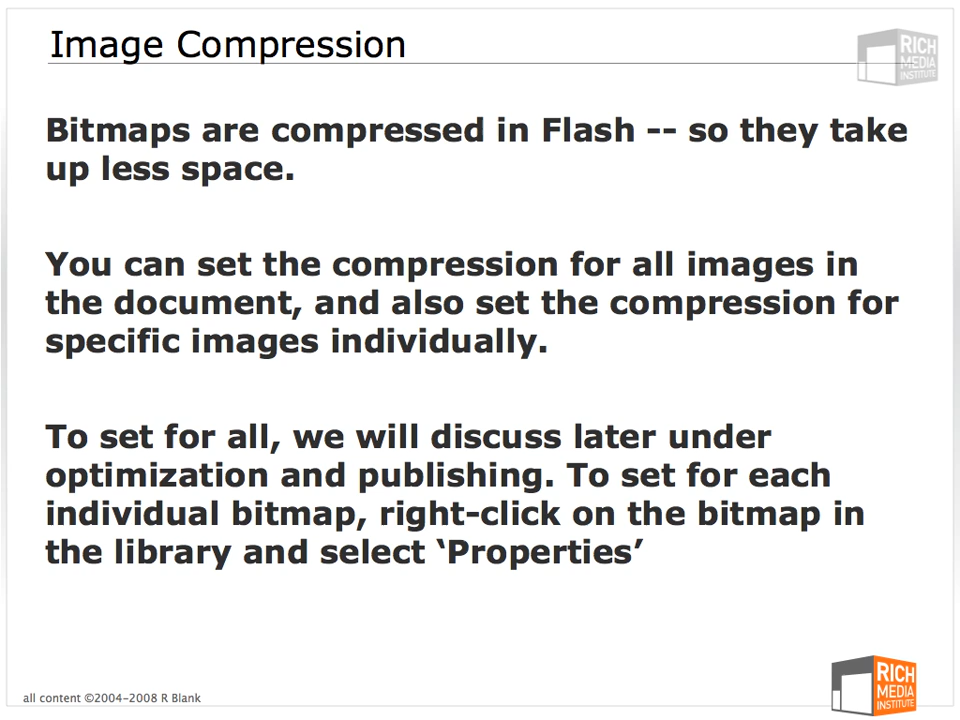 Image Compression
RICH
MEDIA
INSTITUTE
Bitmaps are compressed in Flash -- so they take
up less space.
You can set the compression for all images in
the document, and also set the compression for
specific images individually.
To set for all, we will discuss later under
optimization and publishing. To set for each
individual bitmap, right-click on the bitmap in
the library and select ‘Properties’
all content ©2004-2008 R Blank
RICH
MEDIA
INSTITUTE